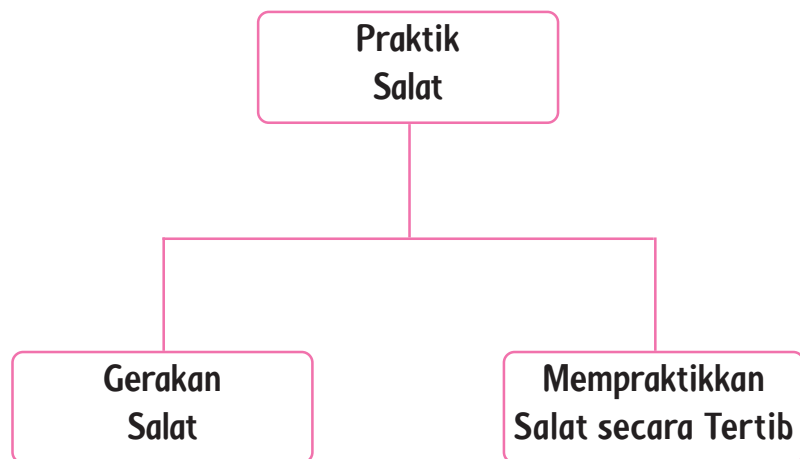 Praktik
Salat
Gerakan
Salat
Mempraktikkan
Salat secara Tertib